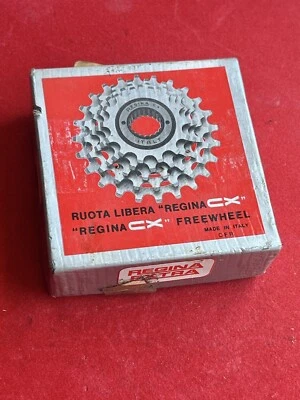 RUOTA LIBERA "REGINA CX"
"REGINA CX" FREEWHEEL
MADE IN ITALY
REGINA
EXTRA